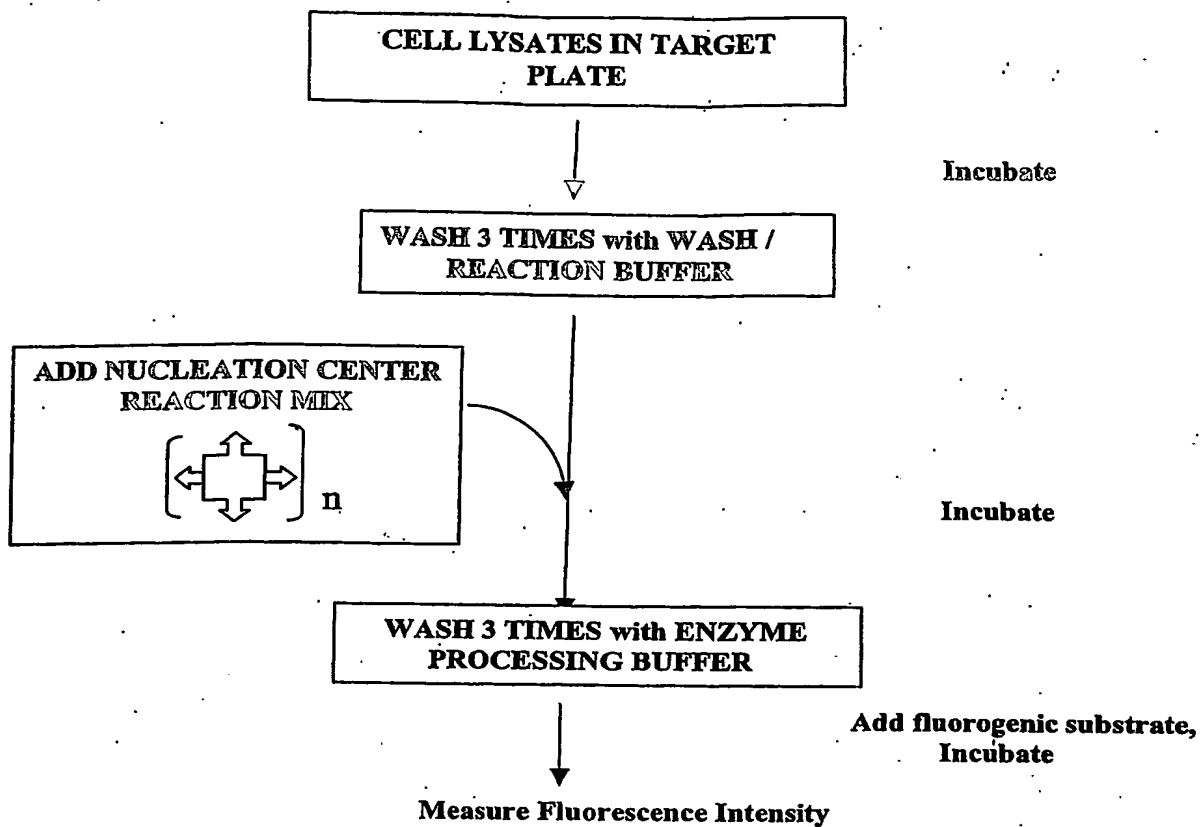 CELL LYSATES IN TARGET
PLATE
Incubate
WASH 3 TIMES with WASH /
REACTION BUFFER
ADD NUCLEATION CENTER
REACTION MIX
n
Incubate
WASH 3 TIMES with ENZYME
PROCESSING BUFFER
Add fluorogenic substrate,
Incubate
Measure Fluorescence Intensity